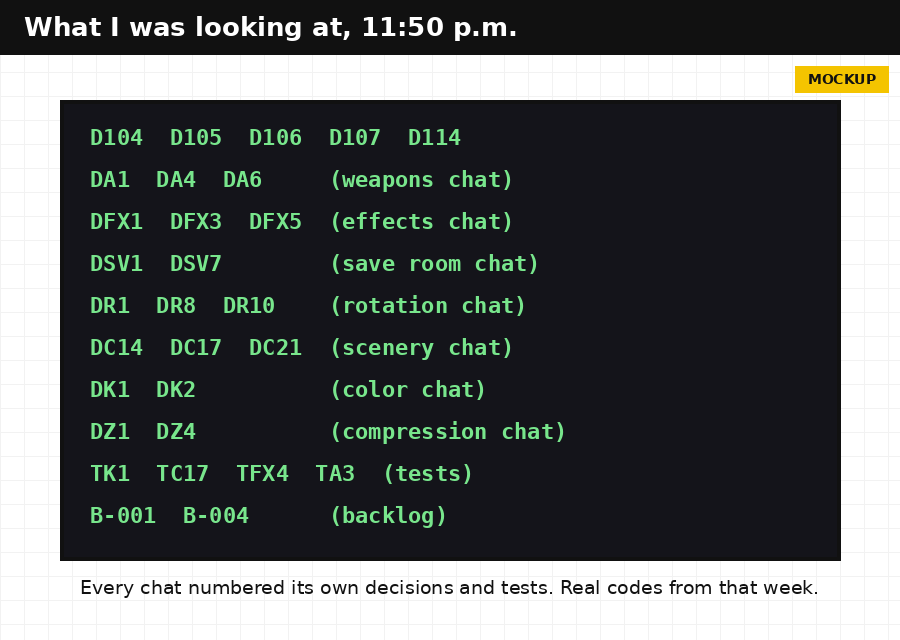 What I was looking at, 11:50 p.m.
MOCKUP
D104 D105 D106 D107 D114
DA1 DA4 DA6 (weapons chat)
DFX1 DFX3 DFX5 (effects chat)
DSV1 DSV7 (save room chat)
DR1 DR8 DR10 (rotation chat)
DC14 DC17 DC21 (scenery chat)
DK1 DK2 (color chat)
DZ1 DZ4 (compression chat)
TK1 TC17 TFX4 TA3 (tests)
B-001 B-004 (backlog)
Every chat numbered its own decisions and tests. Real codes from that week.